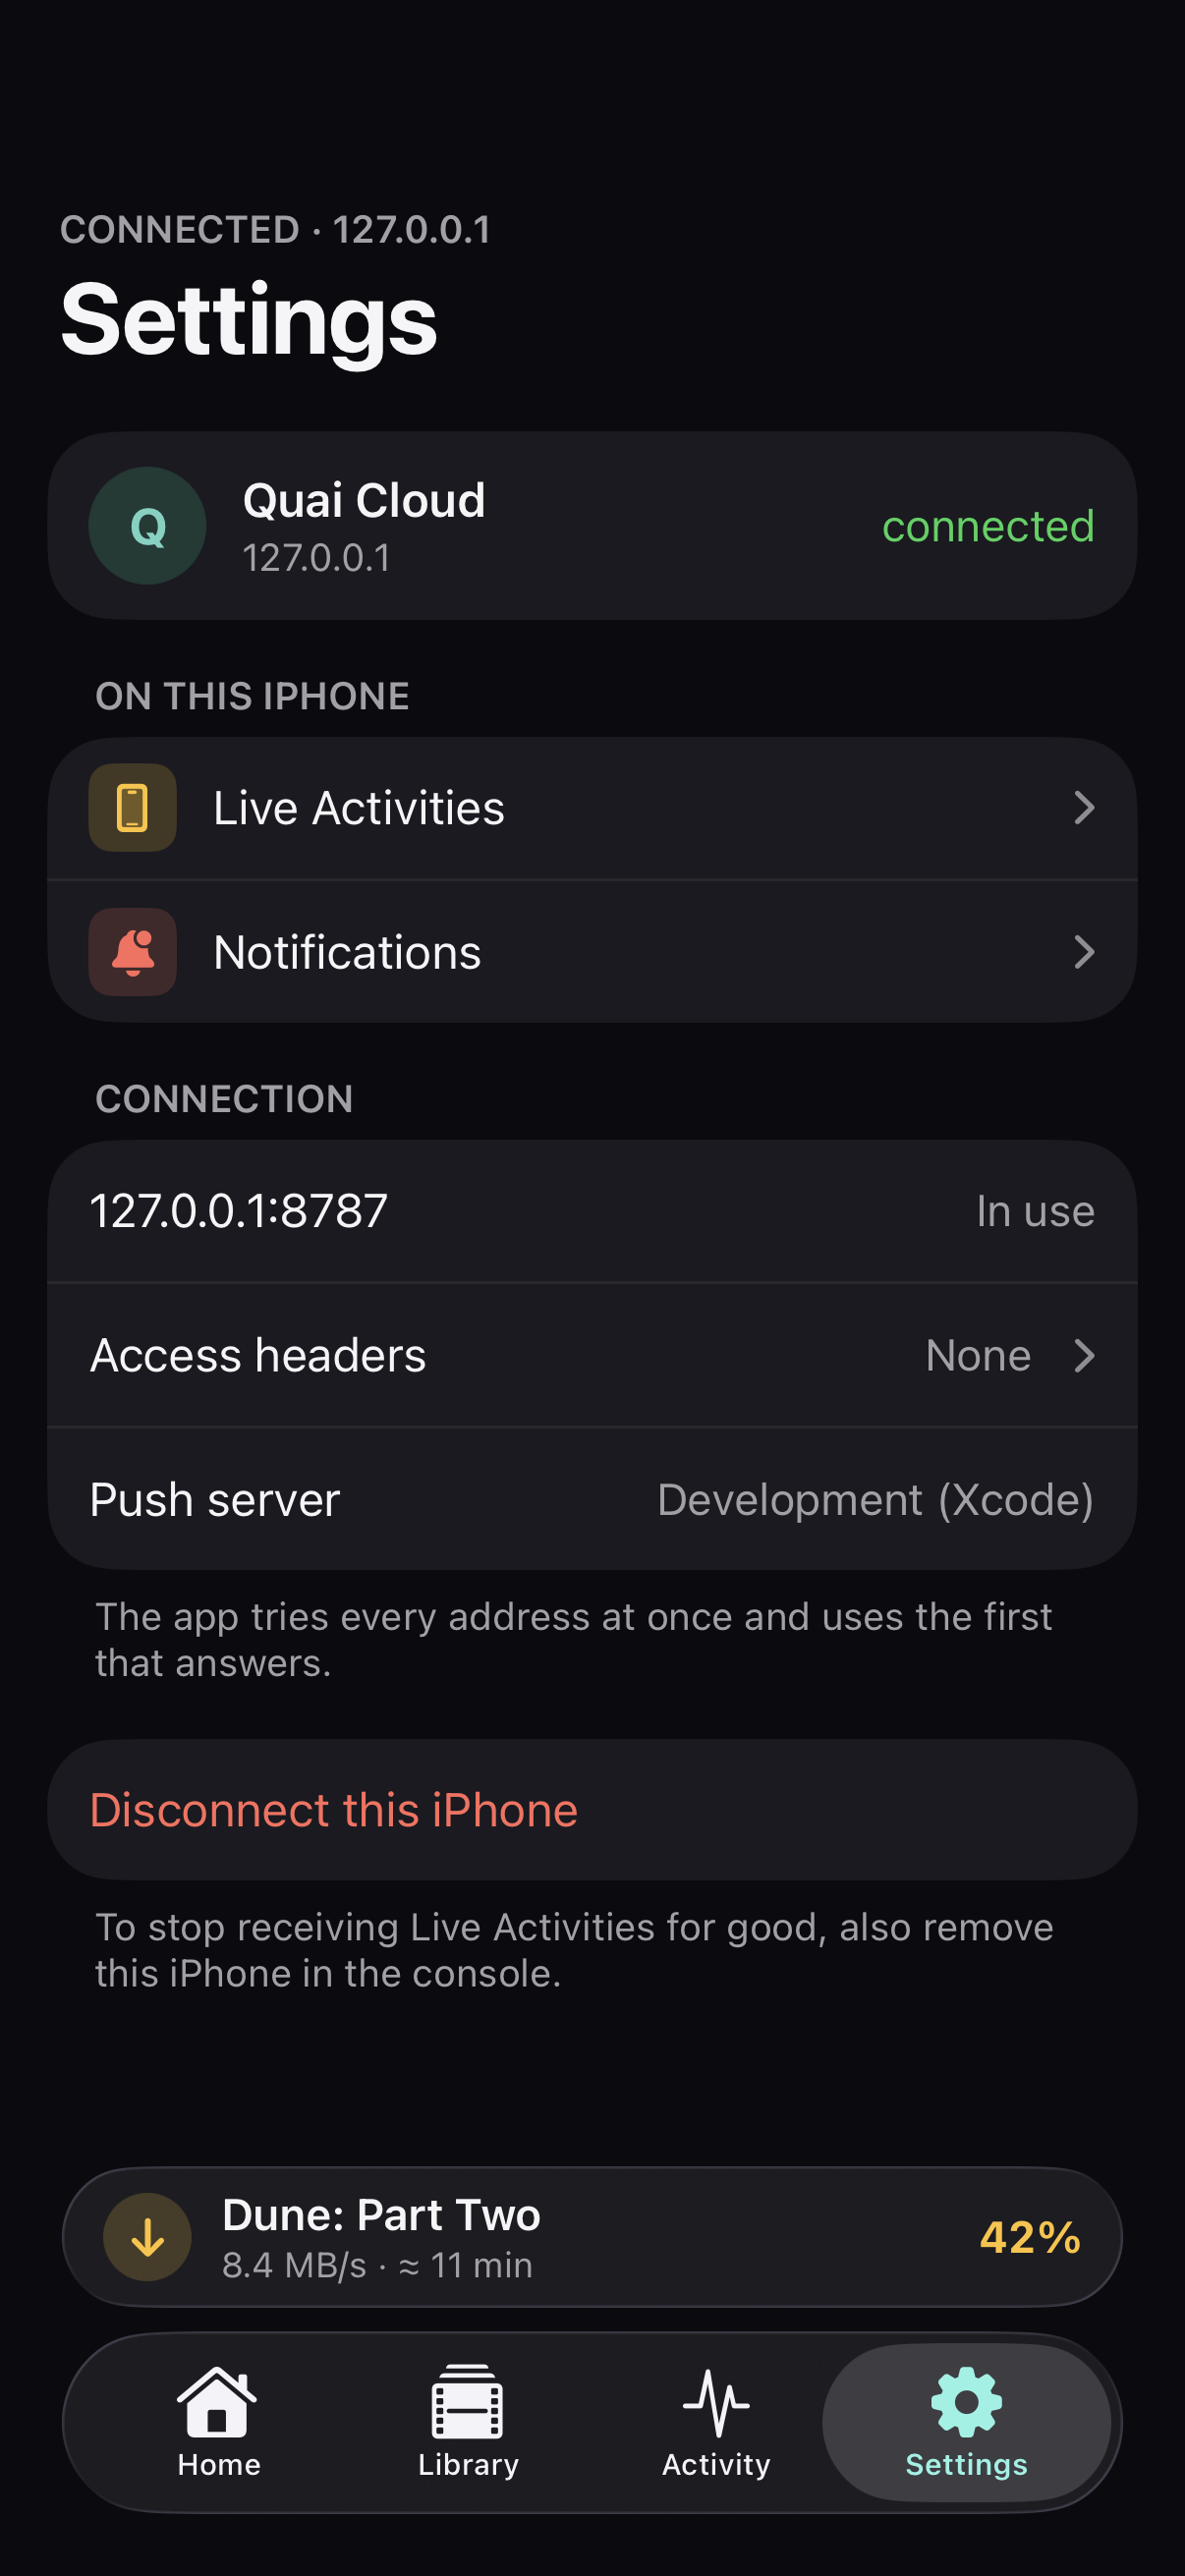 CONNECTED · 127.0.0.1
Settings
Q
Quai Cloud
127.0.0.1
connected
ON THIS IPHONE
Live Activities
Notifications
CONNECTION
127.0.0.1:8787
In use
Access headers
None
Push server
Development (Xcode)
The app tries every address at once and uses the first
that answers.
Disconnect this iPhone
To stop receiving Live Activities for good, also remove
this iPhone in the console.
Dune: Part Two
8.4 MB/s · ≈ 11 min
42%
Home
Library
Activity
Settings